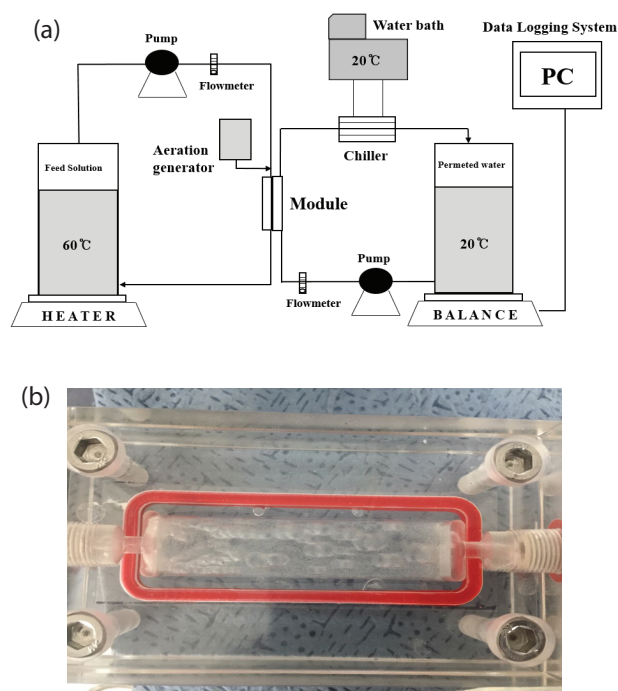 (a)
Pump
Flowmeter
Water bath
20℃
Data Logging System
PC
Aeration
generator
Chiller
Feed Solution
60℃
HEATER
Module
Permeted water
20℃
Pump
Flowmeter
BALANCE
(b)